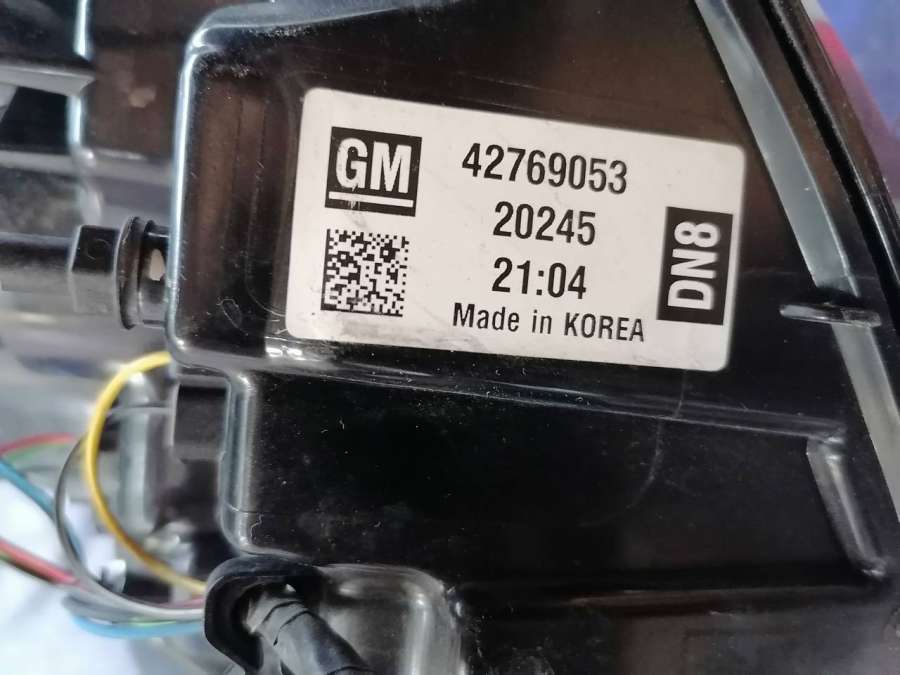 GM
42769053
20245
21:04
Made in KOREA
DN8